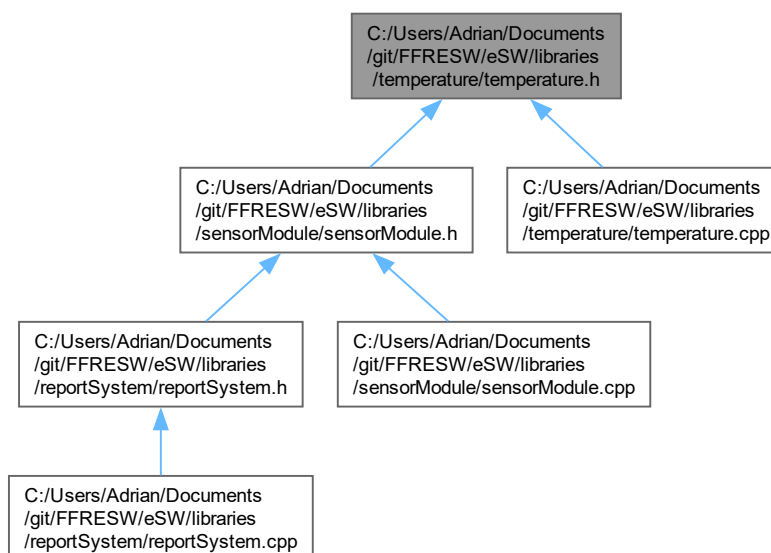 C:/Users/Adrian/Documents
/git/FFRESW/eSW/libraries
/temperature/temperature.h
C:/Users/Adrian/Documents
/git/FFRESW/eSW/libraries
/sensorModule/sensorModule.h
C:/Users/Adrian/Documents
/git/FFRESW/eSW/libraries
/temperature/temperature.cpp
C:/Users/Adrian/Documents
/git/FFRESW/eSW/libraries
/reportSystem/reportSystem.h
C:/Users/Adrian/Documents
/git/FFRESW/eSW/libraries
/sensorModule/sensorModule.cpp
C:/Users/Adrian/Documents
/git/FFRESW/eSW/libraries
/reportSystem/reportSystem.cpp